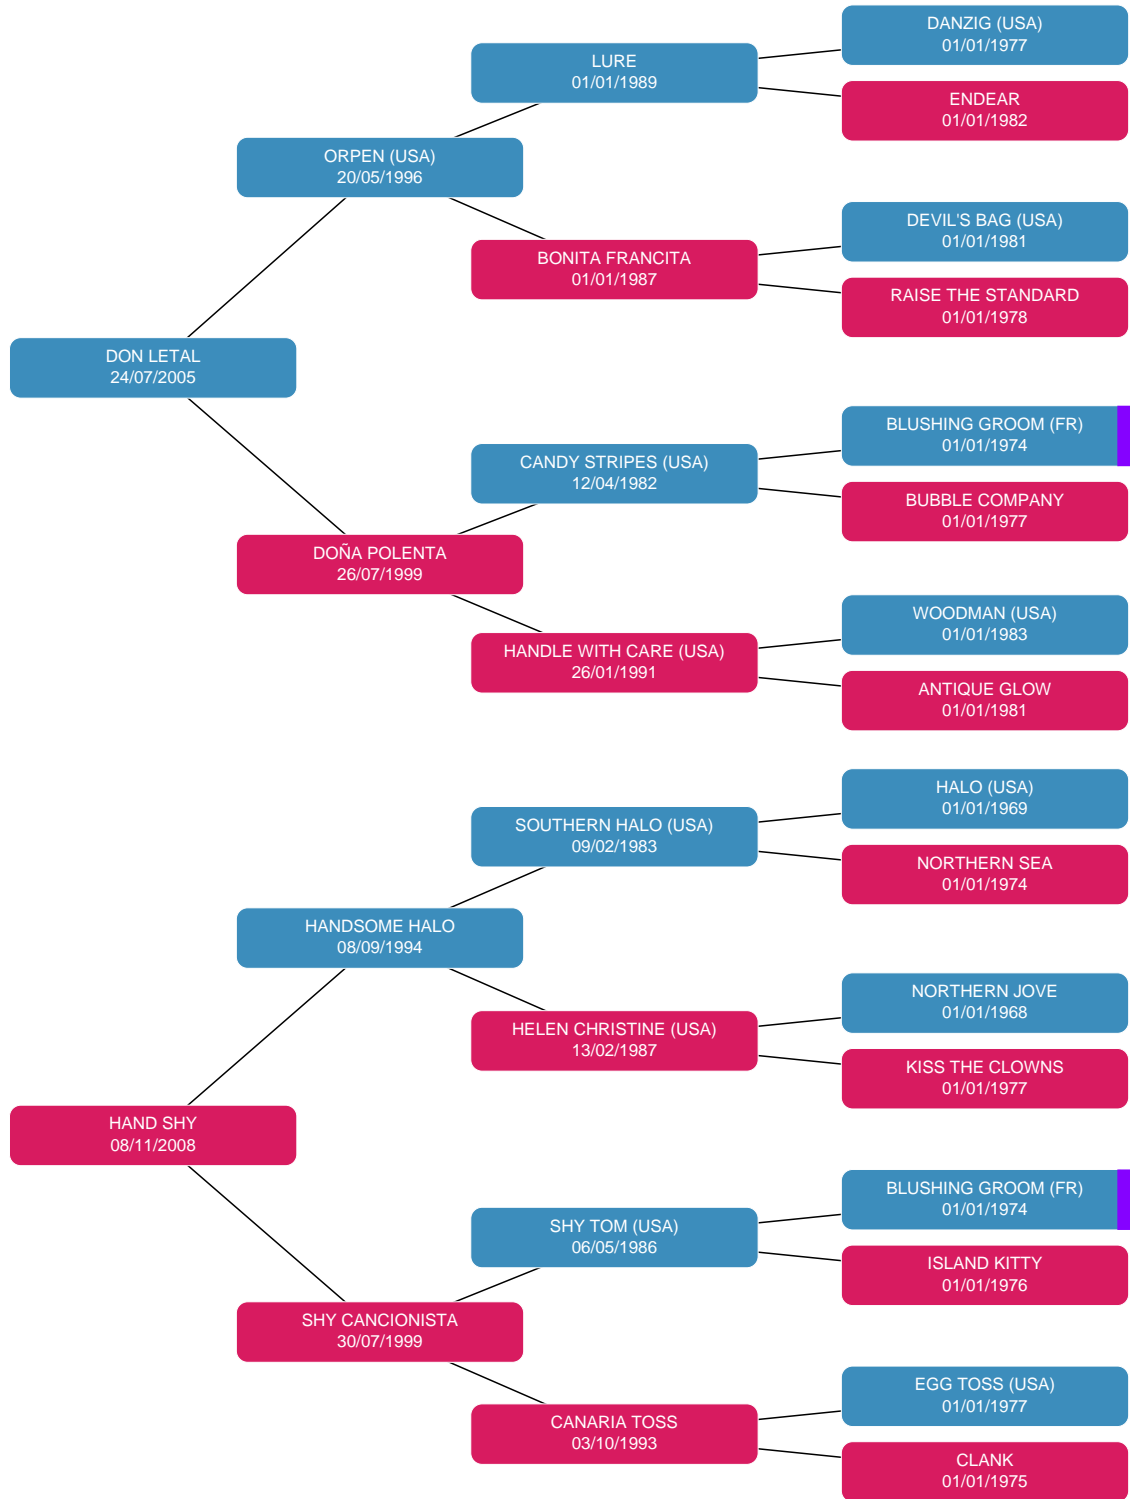 DANZIG (USA)
01/01/1977
LURE
01/01/1989
ENDEAR
01/01/1982
ORPEN (USA)
20/05/1996
DEVIL'S BAG (USA)
01/01/1981
BONITA FRANCITA
01/01/1987
RAISE THE STANDARD
01/01/1978
DON LETAL
24/07/2005
BLUSHING GROOM (FR)
01/01/1974
CANDY STRIPES (USA)
12/04/1982
BUBBLE COMPANY
01/01/1977
DOÑA POLENTA
26/07/1999
WOODMAN (USA)
01/01/1983
HANDLE WITH CARE (USA)
26/01/1991
ANTIQUE GLOW
01/01/1981
HALO (USA)
01/01/1969
SOUTHERN HALO (USA)
09/02/1983
NORTHERN SEA
01/01/1974
HANDSOME HALO
08/09/1994
NORTHERN JOVE
01/01/1968
HELEN CHRISTINE (USA)
13/02/1987
KISS THE CLOWNS
01/01/1977
HAND SHY
08/11/2008
BLUSHING GROOM (FR)
01/01/1974
SHY TOM (USA)
06/05/1986
ISLAND KITTY
01/01/1976
SHY CANCIONISTA
30/07/1999
EGG TOSS (USA)
01/01/1977
CANARIA TOSS
03/10/1993
CLANK
01/01/1975